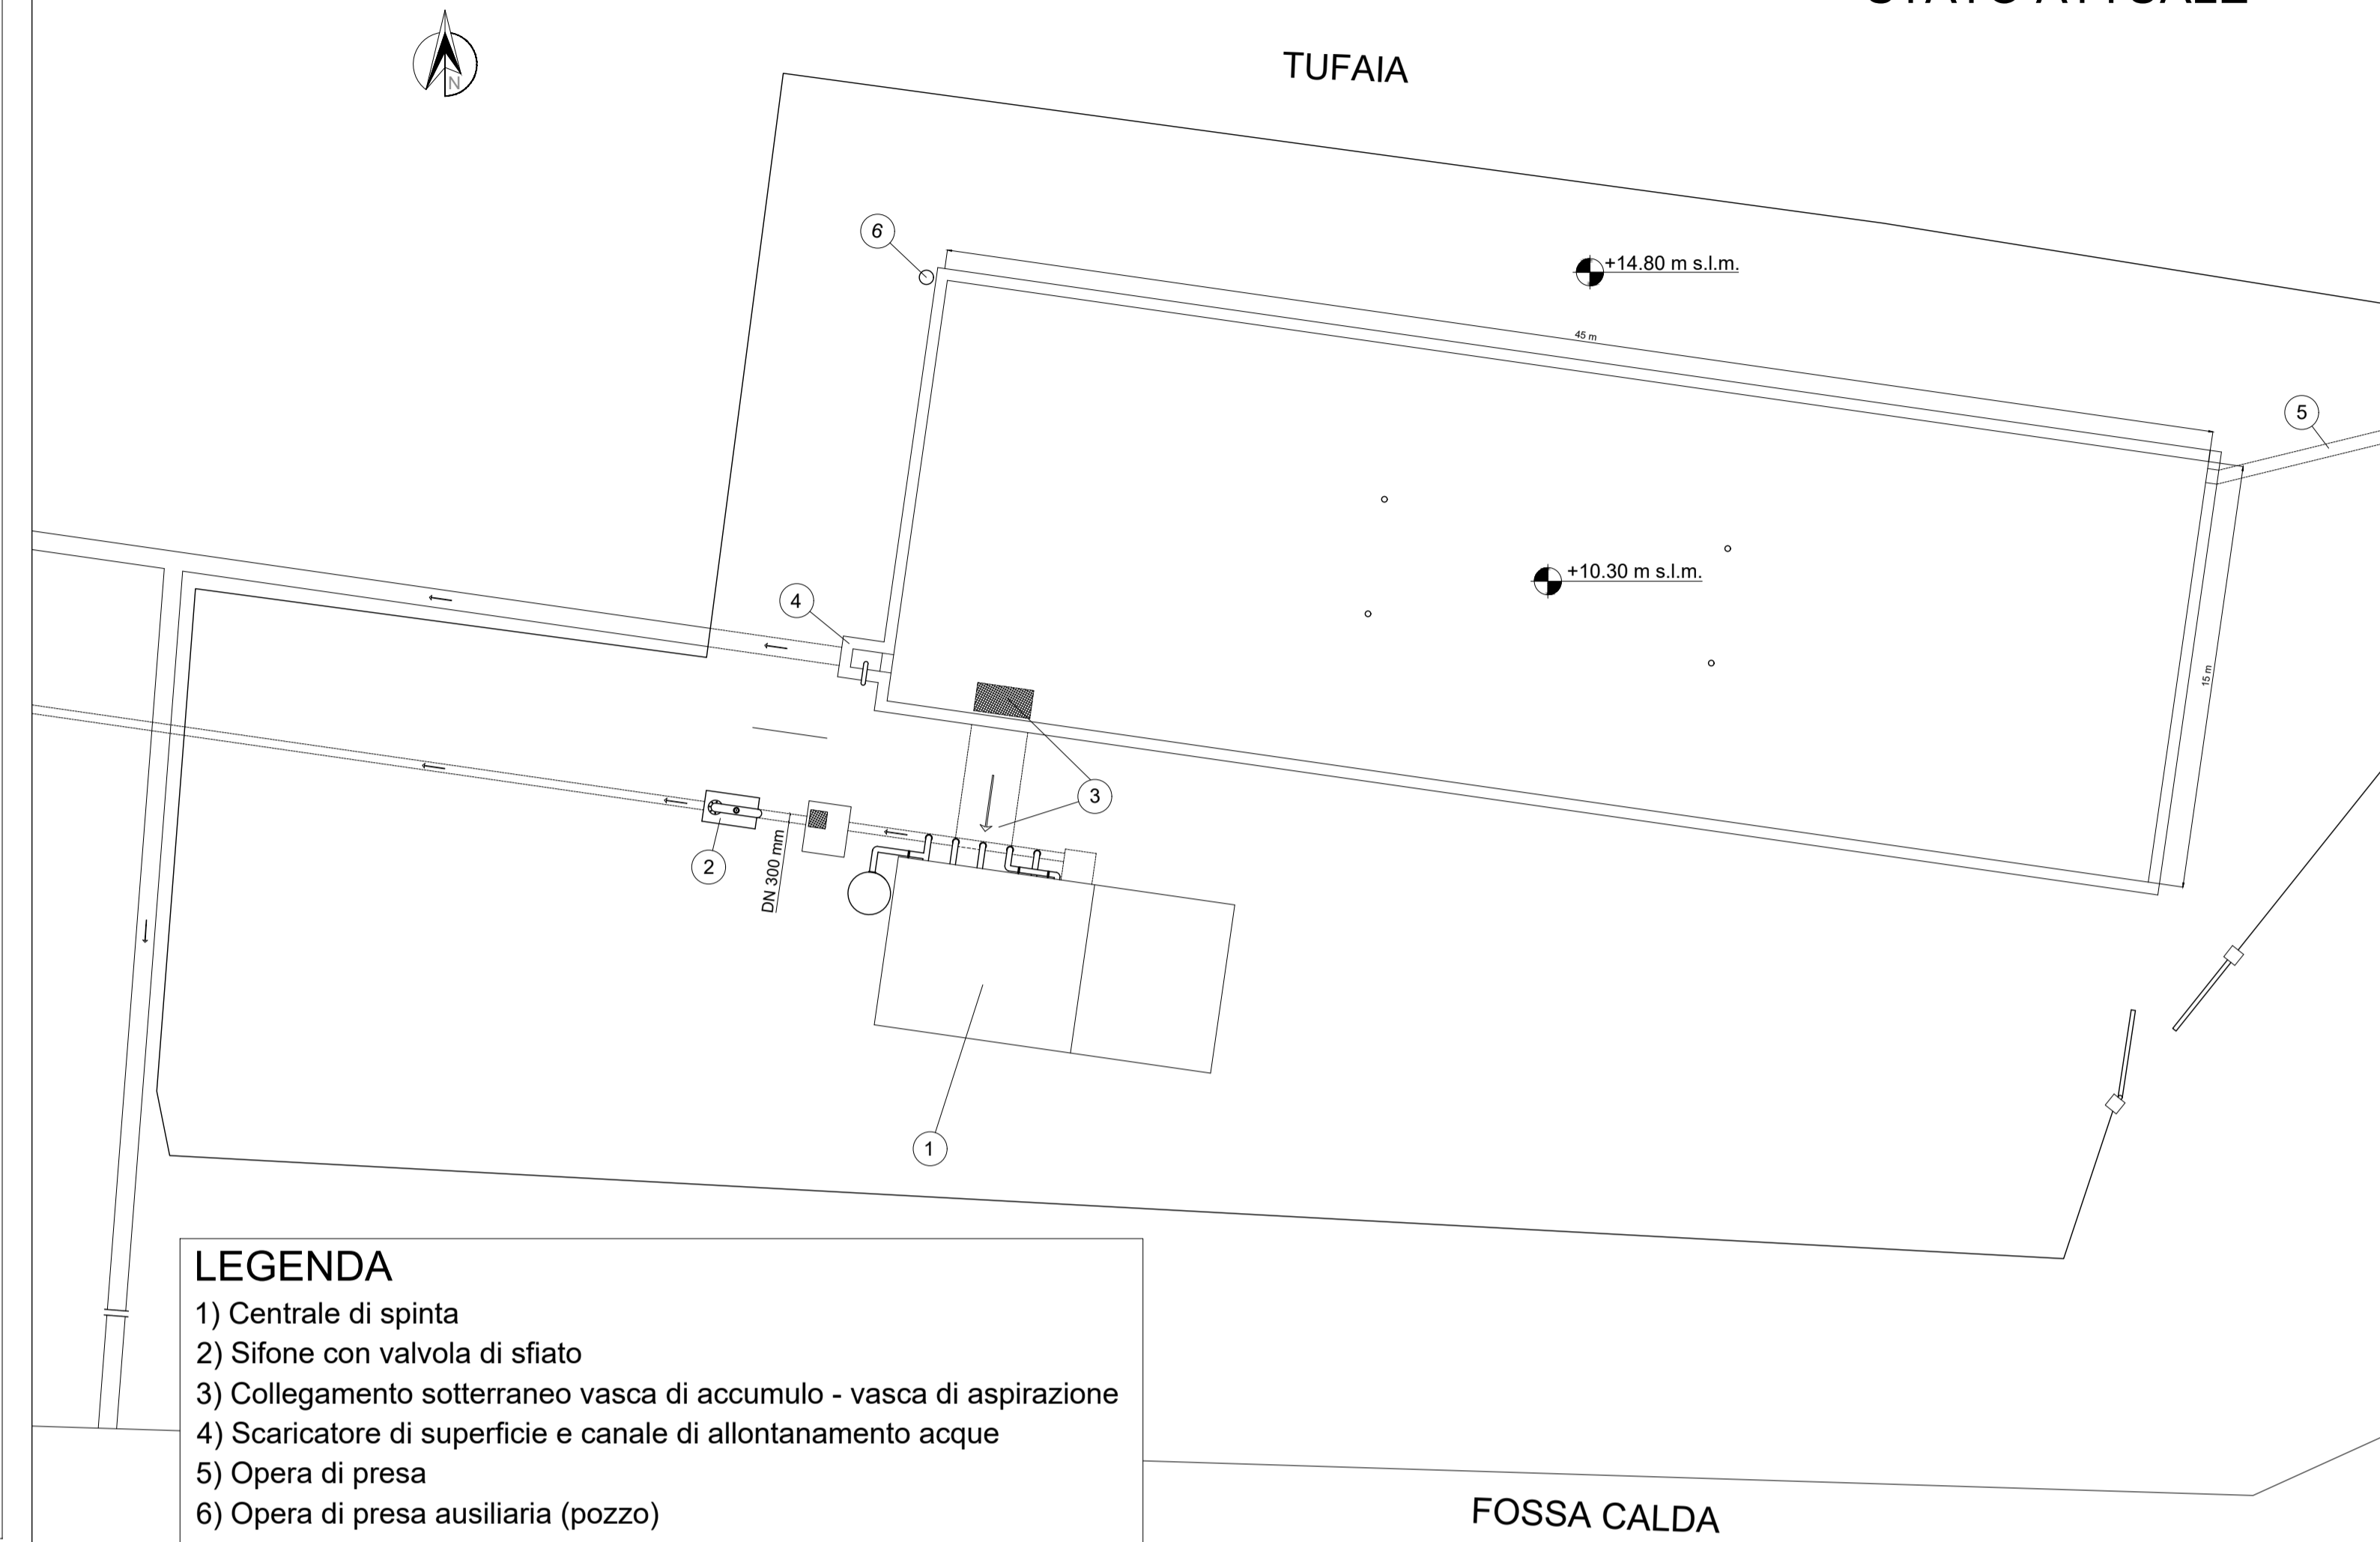 STATO ATTUALE
N
TUFAIA
6
+14.80 m s.l.m.
45 m
5
+10.30 m s.l.m.
4
15 m
3
2
DN 300 mm
1
LEGENDA
1) Centrale di spinta
2) Sifone con valvola di sfiato
3) Collegamento sotterraneo vasca di accumulo - vasca di aspirazione
4) Scaricatore di superficie e canale di allontanamento acque
5) Opera di presa
6) Opera di presa ausiliaria (pozzo)
FOSSA CALDA